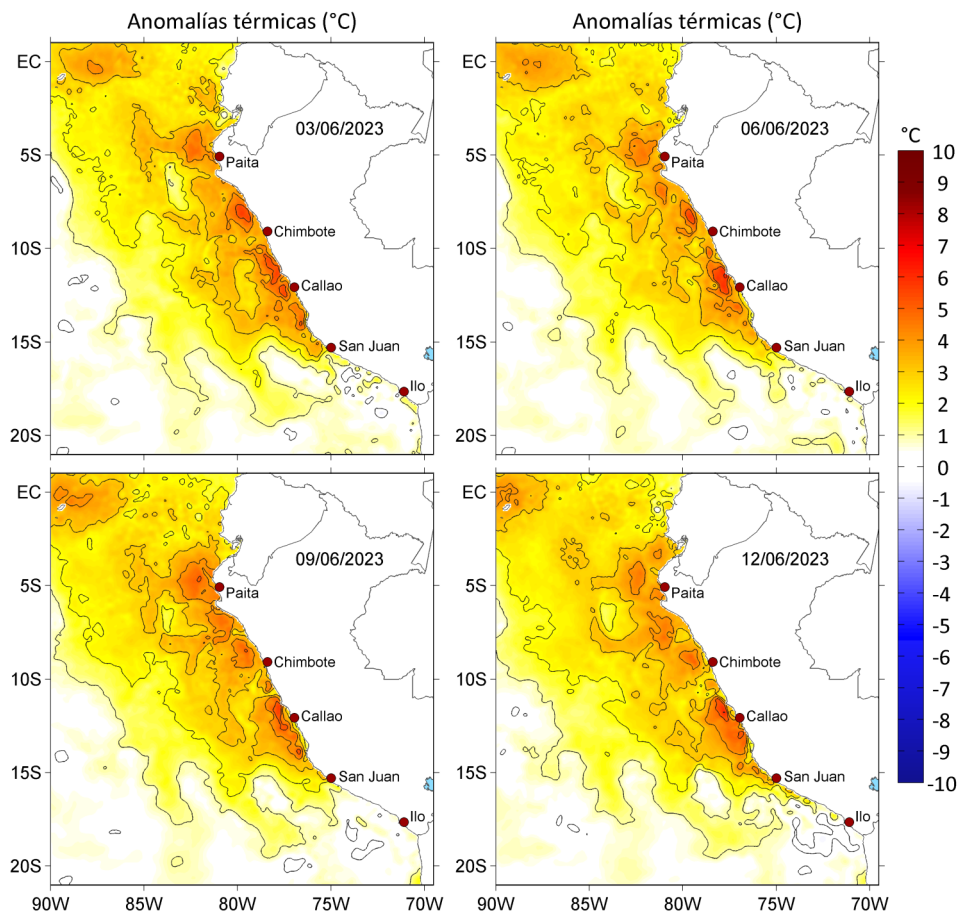 Anomalías térmicas (°C)
Anomalías térmicas (°C)
EC
5S
10S
15S
20S
03/06/2023
Paita
Chimbote
Callao
San Juan
Ilo
EC
5S
10S
15S
20S
06/06/2023
Paita
Chimbote
Callao
San Juan
Ilo
°C
10
9
8
7
6
5
4
3
2
1
0
-1
-2
-3
-4
-5
-6
-7
-8
-9
-10
EC
5S
10S
15S
20S
09/06/2023
Paita
Chimbote
Callao
San Juan
Ilo
90W 85W 80W 75W 70W
EC
5S
10S
15S
20S
12/06/2023
Paita
Chimbote
Callao
San Juan
Ilo
90W 85W 80W 75W 70W